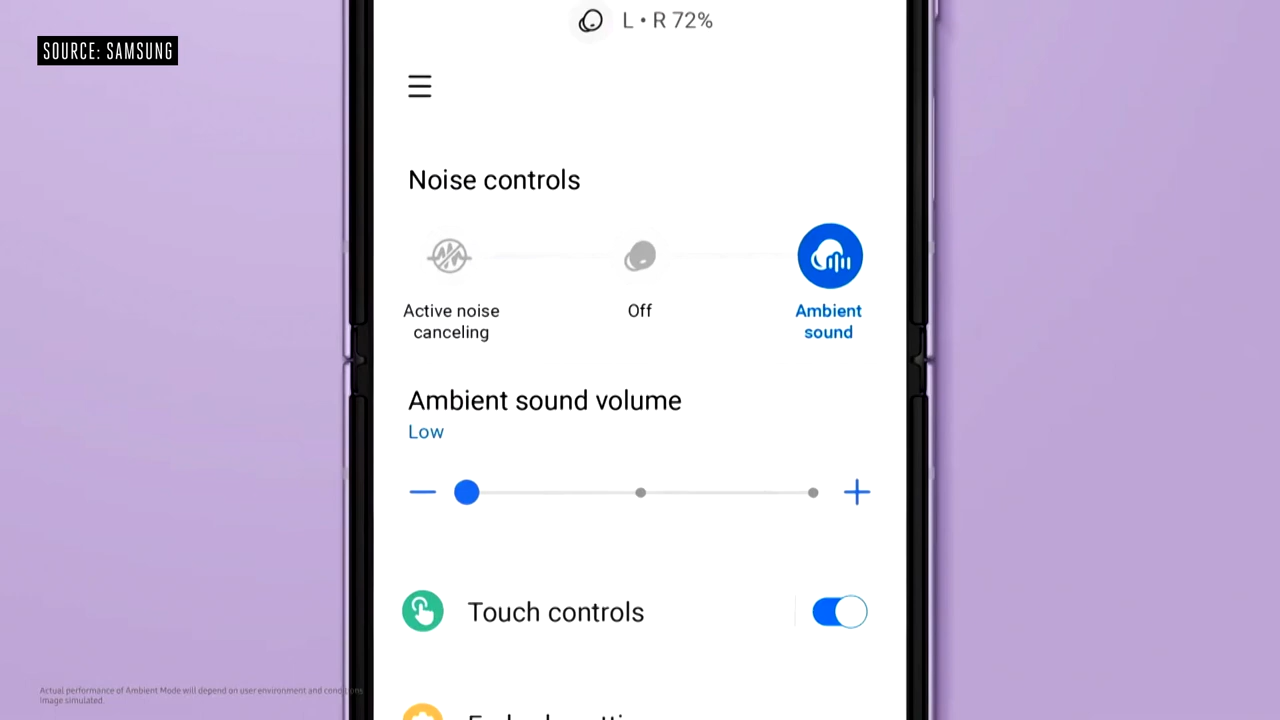 SOURCE: SAMSUNG
L • R 72%
Noise controls
Active noise
canceling
Off
Ambient
sound
Ambient sound volume
Low
Touch controls
Actual performance of Ambient Mode will depend on user environment and conditions.
Image simulated.